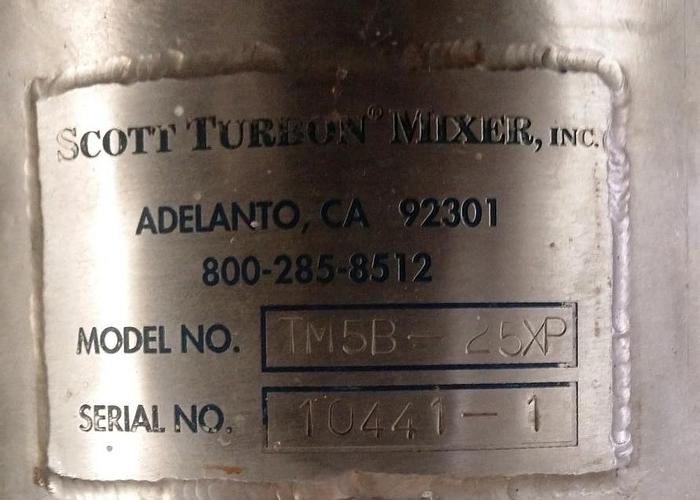 SCOTT TURBON® MIXER, INC.
ADELANTO, CA 92301
800-285-8512
MODEL NO. TM5B-25XP
SERIAL NO. 10441-1